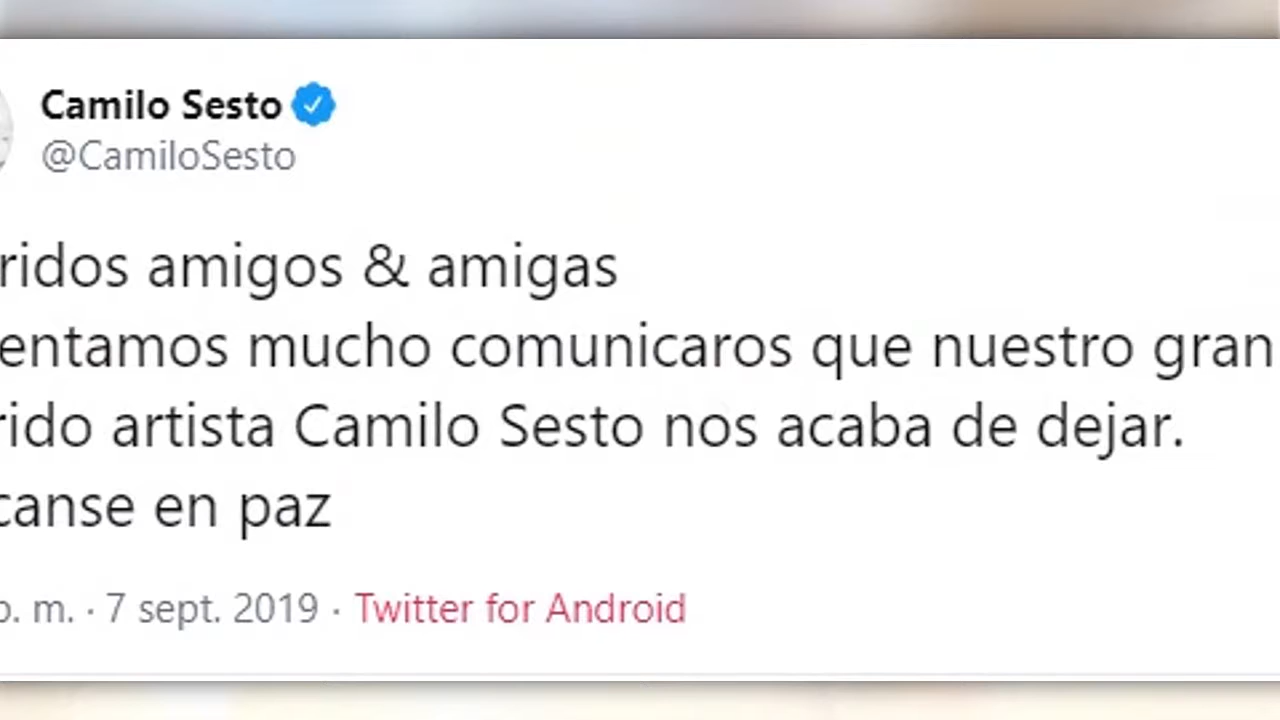 Camilo Sesto
@CamiloSesto
ridos amigos & amigas
entamos mucho comunicaros que nuestro gran
rido artista Camilo Sesto nos acaba de dejar.
canse en paz
p. m. · 7 sept. 2019 · Twitter for Android